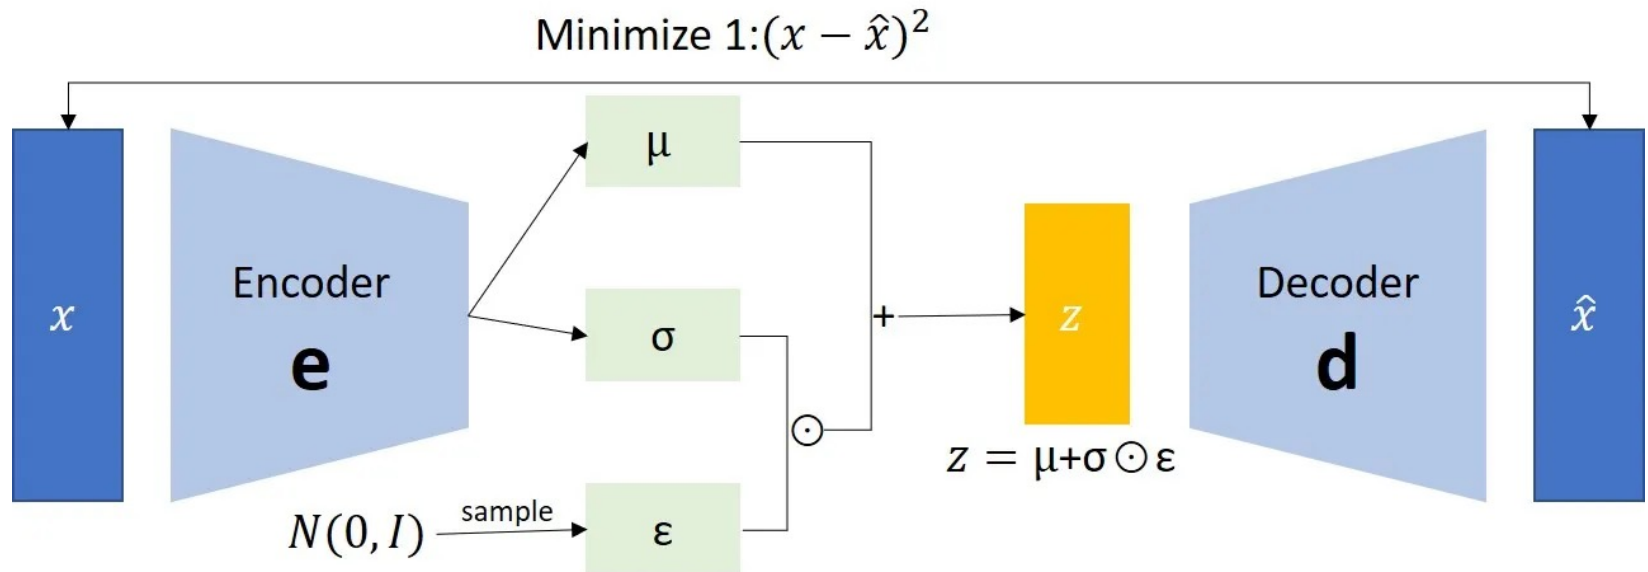 Minimize 1:(x − x̂)²
x
Encoder
e
μ
σ
N(0, I)
sample
ε
⊙
+
z
z = μ+σ⊙ε
Decoder
d
x̂